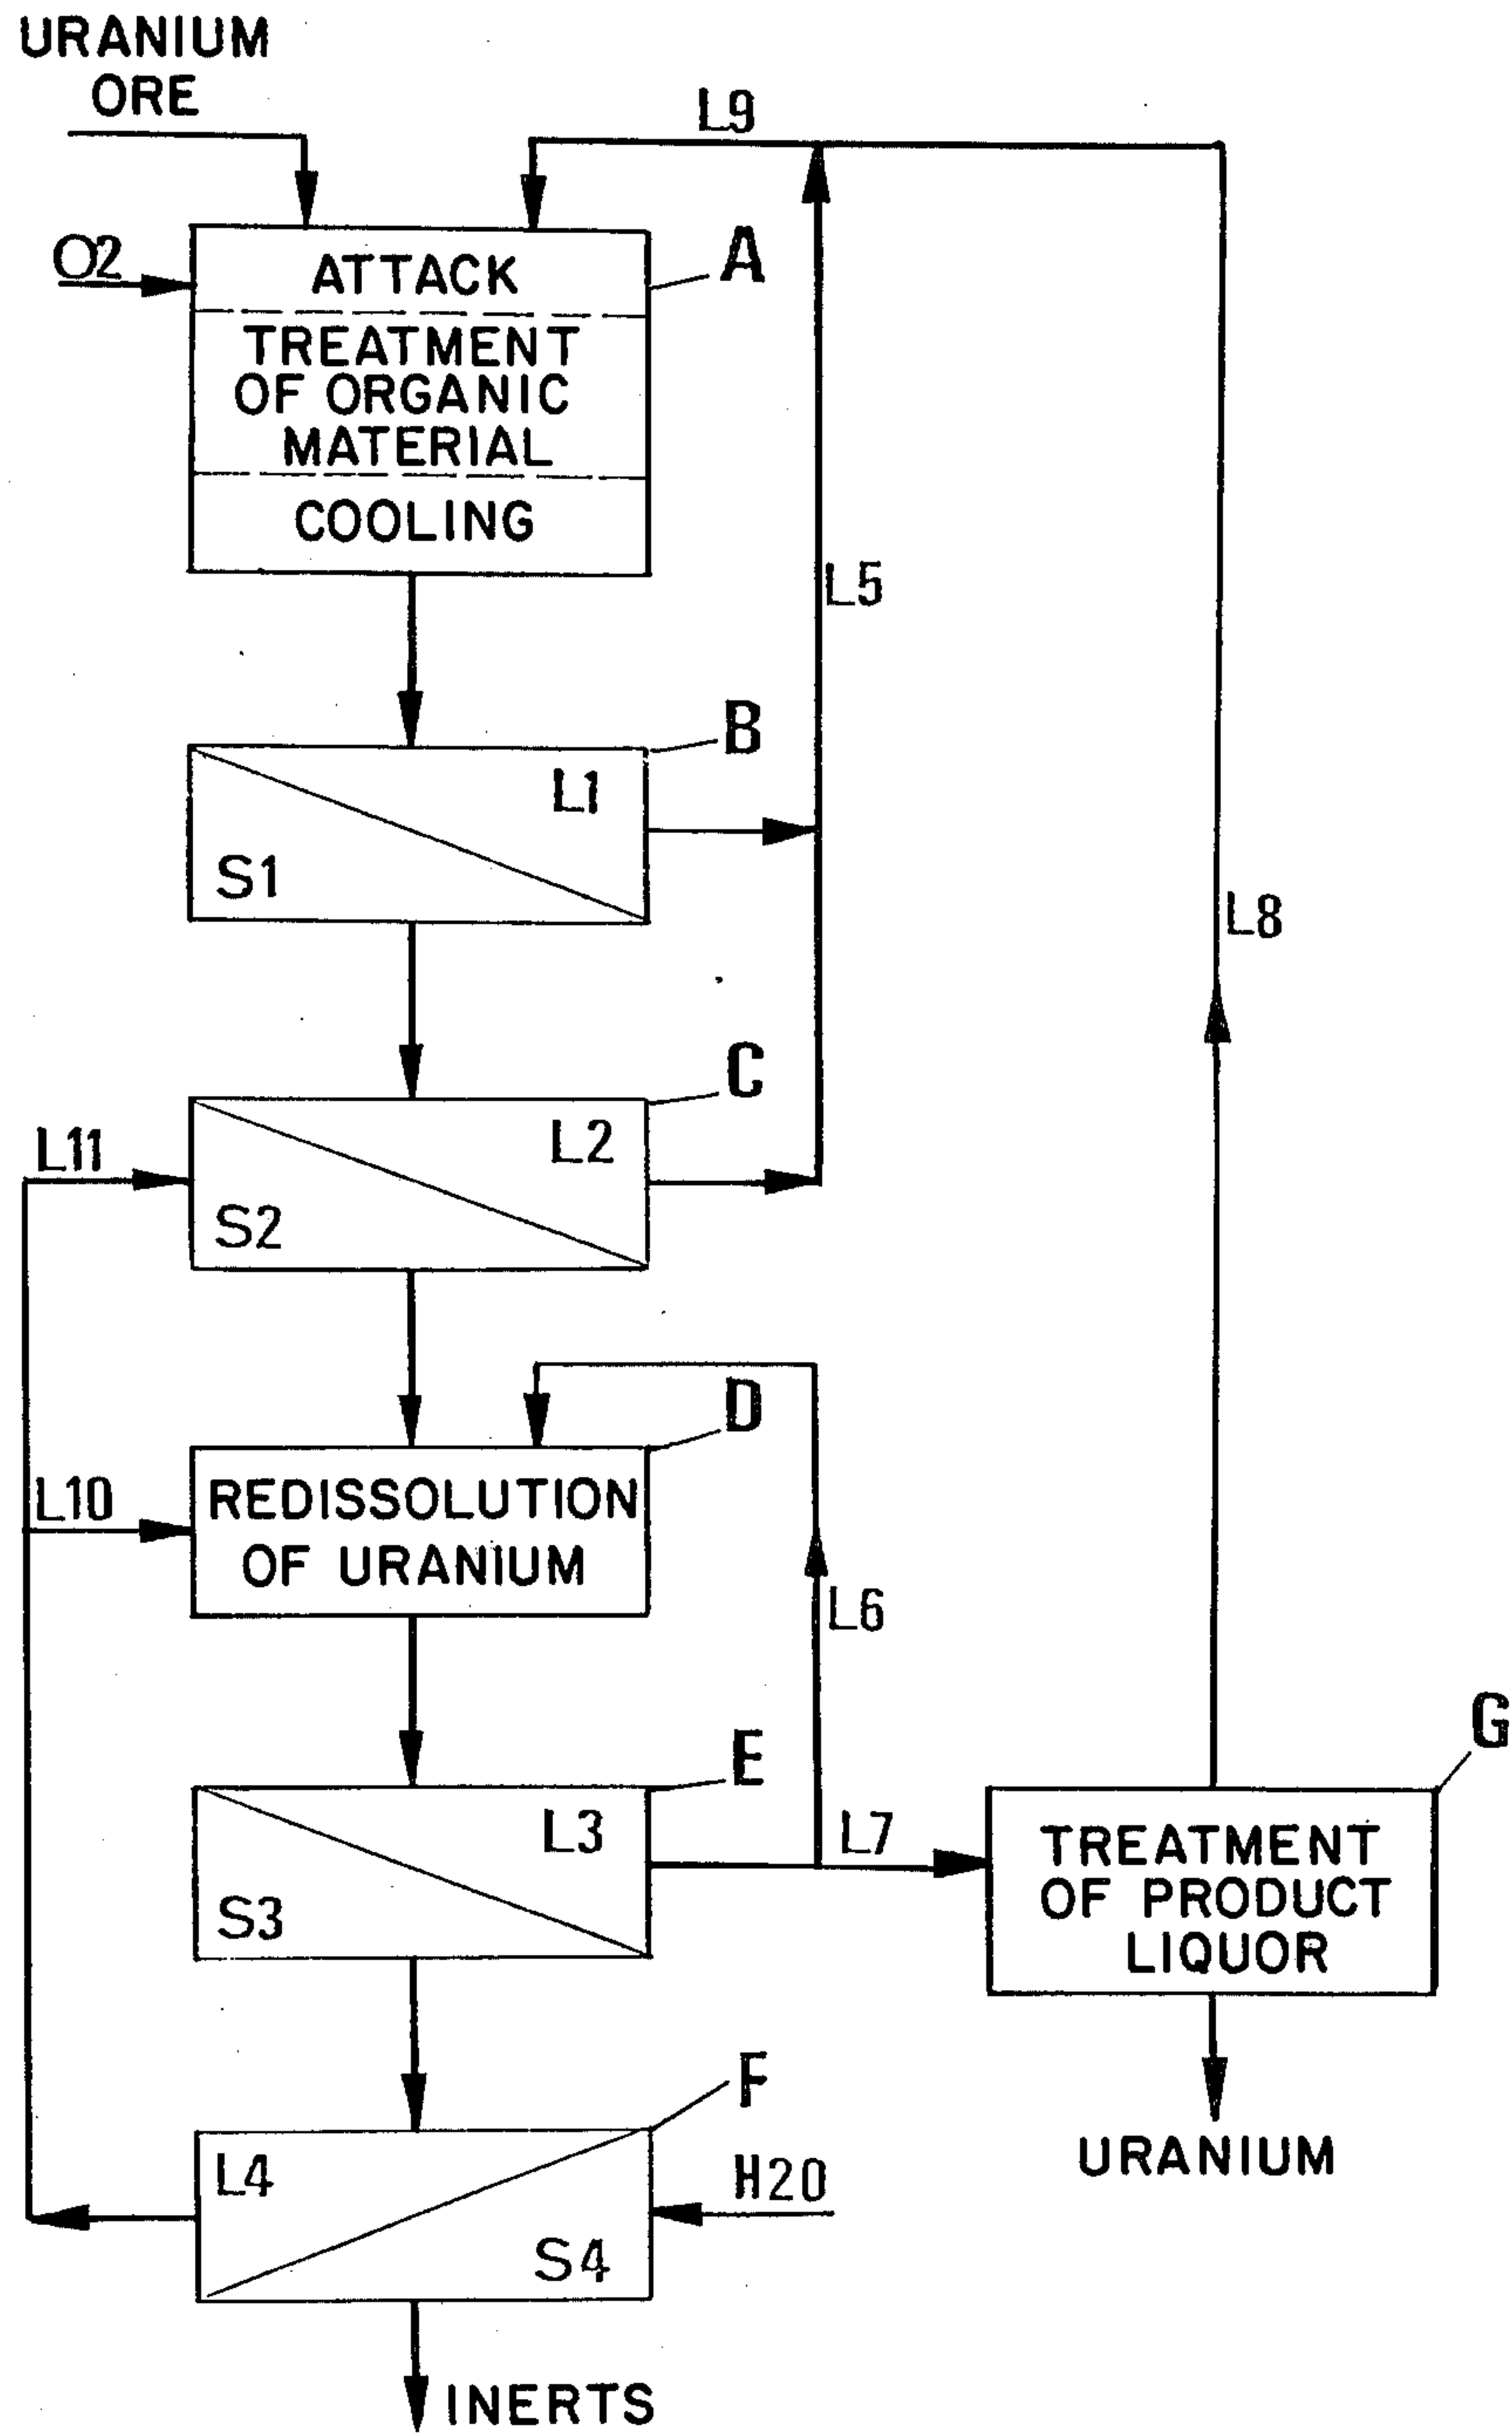 URANIUM
ORE
L9
O2
ATTACK
A
TREATMENT
OF ORGANIC
MATERIAL
COOLING
L5
B
L1
S1
L8
C
L11
L2
S2
D
L10
REDISSOLUTION
OF URANIUM
L6
G
E
L3
L7
S3
TREATMENT
OF PRODUCT
LIQUOR
F
L4
H20
S4
URANIUM
INERTS